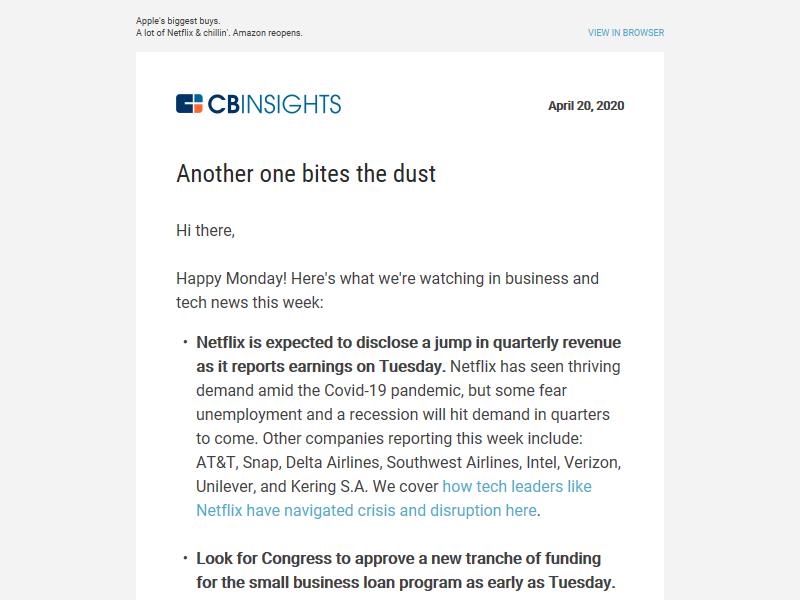 Apple's biggest buys.
A lot of Netflix & chillin'. Amazon reopens.
VIEW IN BROWSER
CBINSIGHTS
April 20, 2020
Another one bites the dust
Hi there,
Happy Monday! Here's what we're watching in business and
tech news this week:
• Netflix is expected to disclose a jump in quarterly revenue
as it reports earnings on Tuesday. Netflix has seen thriving
demand amid the Covid-19 pandemic, but some fear
unemployment and a recession will hit demand in quarters
to come. Other companies reporting this week include:
AT&T, Snap, Delta Airlines, Southwest Airlines, Intel, Verizon,
Unilever, and Kering S.A. We cover how tech leaders like
Netflix have navigated crisis and disruption here.
• Look for Congress to approve a new tranche of funding
for the small business loan program as early as Tuesday.